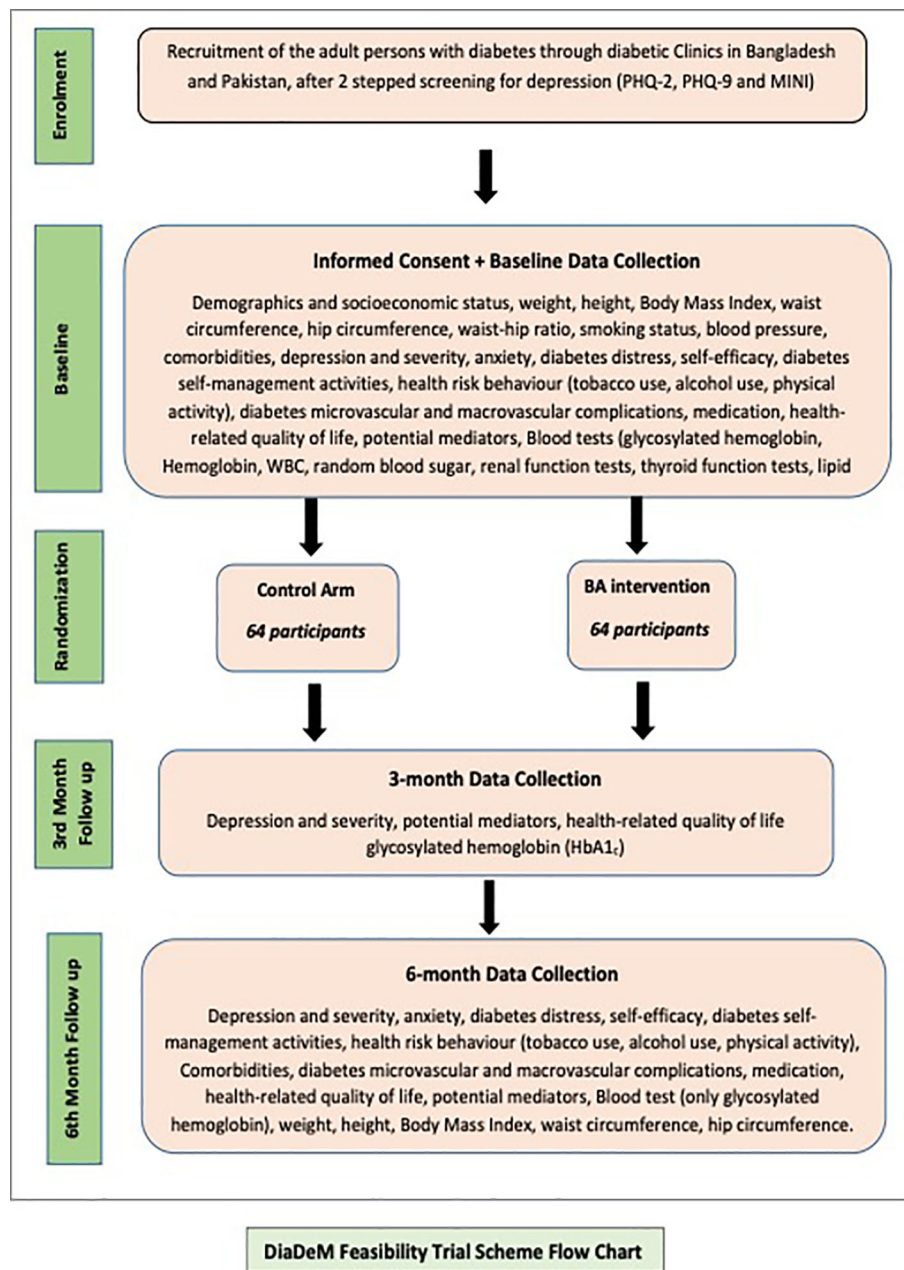 Enrolment
Recruitment of the adult persons with diabetes through diabetic Clinics in Bangladesh
and Pakistan, after 2 stepped screening for depression (PHQ-2, PHQ-9 and MINI)
Baseline
Informed Consent + Baseline Data Collection
Demographics and socioeconomic status, weight, height, Body Mass Index, waist
circumference, hip circumference, waist-hip ratio, smoking status, blood pressure,
comorbidities, depression and severity, anxiety, diabetes distress, self-efficacy, diabetes
self-management activities, health risk behaviour (tobacco use, alcohol use, physical
activity), diabetes microvascular and macrovascular complications, medication, health-
related quality of life, potential mediators, Blood tests (glycosylated hemoglobin,
Hemoglobin, WBC, random blood sugar, renal function tests, thyroid function tests, lipid
Randomization
Control Arm
64 participants
BA intervention
64 participants
3rd Month
Follow up
3-month Data Collection
Depression and severity, potential mediators, health-related quality of life
glycosylated hemoglobin (HbA1c)
6th Month Follow up
6-month Data Collection
Depression and severity, anxiety, diabetes distress, self-efficacy, diabetes self-
management activities, health risk behaviour (tobacco use, alcohol use, physical activity),
Comorbidities, diabetes microvascular and macrovascular complications, medication,
health-related quality of life, potential mediators, Blood test (only glycosylated
hemoglobin), weight, height, Body Mass Index, waist circumference, hip circumference.
DiaDeM Feasibility Trial Scheme Flow Chart